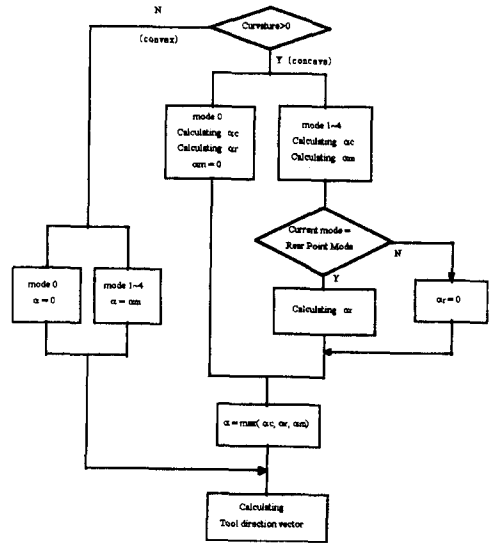 N
Curvature>0
(convex)
Y (concave)
mode 0
Calculating αc
Calculating αr
αm = 0
mode 1~4
Calculating αc
Calculating αm
Current mode =
Rear Point Mode
N
Y
mode 0
α = 0
mode 1~4
α = αm
Calculating αr
αr = 0
α = max( αc, αr, αm)
Calculating
Tool direction vector